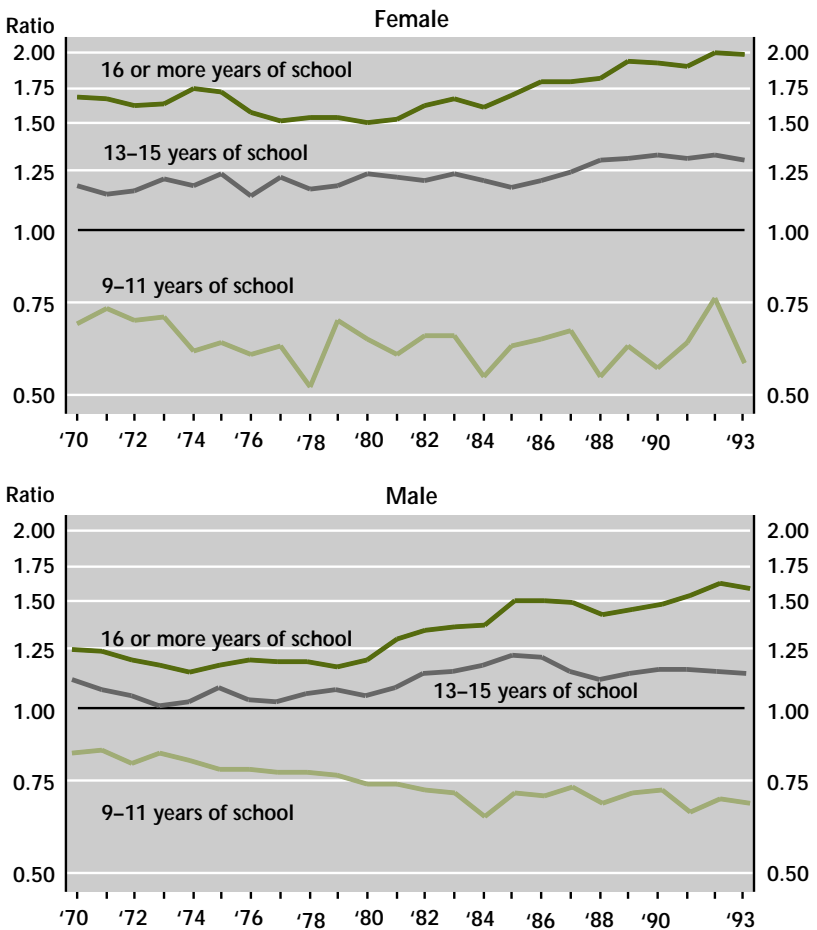 Female
Ratio
2.00 2.00
16 or more years of school
1.75 1.75
1.50 1.50
13–15 years of school
1.25 1.25
1.00 1.00
9–11 years of school
0.75 0.75
0.50 0.50
‘70 ‘72 ‘74 ‘76 ‘78 ‘80 ‘82 ‘84 ‘86 ‘88 ‘90 ‘93
Ratio Male
2.00 2.00
1.75 1.75
1.50 1.50
16 or more years of school
1.25 1.25
13–15 years of school
1.00 1.00
0.75 0.75
9–11 years of school
0.50 0.50
‘70 ‘72 ‘74 ‘76 ‘78 ‘80 ‘82 ‘84 ‘86 ‘88 ‘90 ‘93